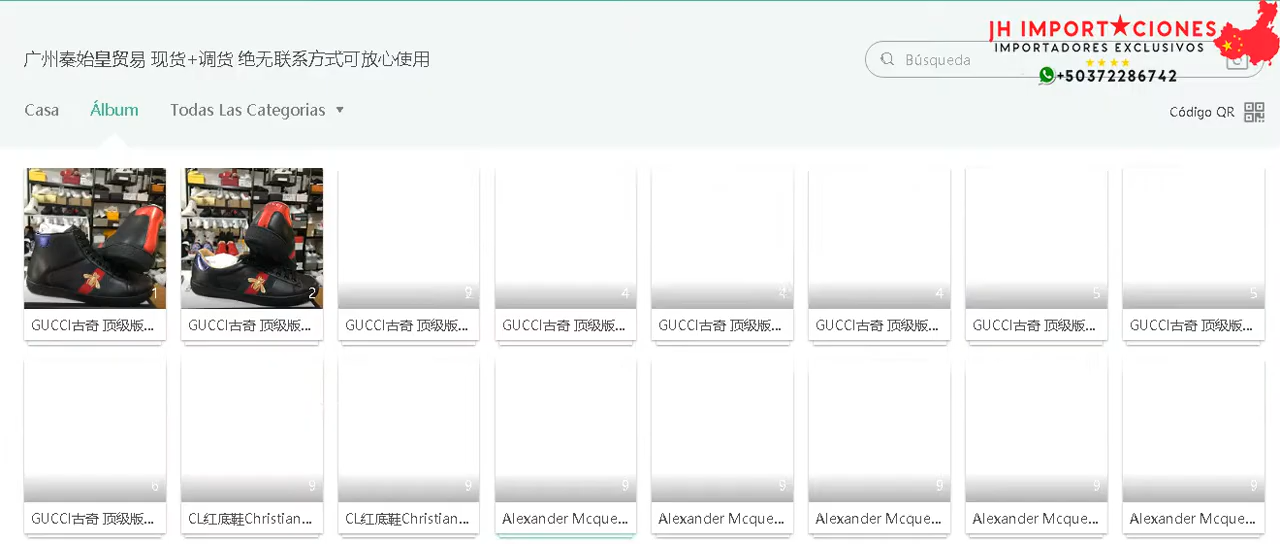 JH IMPORT★CIONES
IMPORTADORES EXCLUSIVOS
+50372286742
广州秦始皇贸易 现货+调货 绝无联系方式可放心使用
Búsqueda
Casa
Álbum
Todas Las Categorias
Código QR
1
2
2
4
4
4
5
5
GUCCI古奇 顶级版...
GUCCI古奇 顶级版...
GUCCI古奇 顶级版...
GUCCI古奇 顶级版...
GUCCI古奇 顶级版...
GUCCI古奇 顶级版...
GUCCI古奇 顶级版...
GUCCI古奇 顶级版...
6
9
9
9
9
9
9
9
GUCCI古奇 顶级版...
CL红底鞋Christian...
CL红底鞋Christian...
Alexander Mcque...
Alexander Mcque...
Alexander Mcque...
Alexander Mcque...
Alexander Mcque...